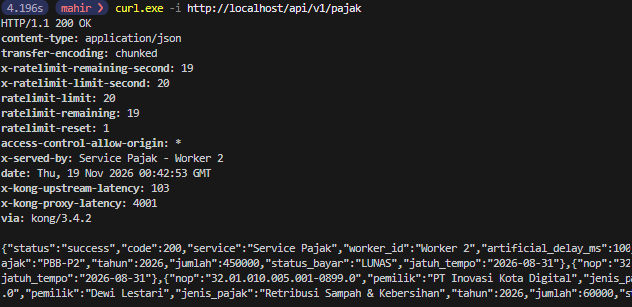 4.196s mahir > curl.exe -i http://localhost/api/v1/pajak
HTTP/1.1 200 OK
content-type: application/json
transfer-encoding: chunked
x-ratelimit-remaining-second: 19
x-ratelimit-limit-second: 20
ratelimit-limit: 20
ratelimit-remaining: 19
ratelimit-reset: 1
access-control-allow-origin: *
x-served-by: Service Pajak - Worker 2
date: Thu, 19 Nov 2026 00:42:53 GMT
x-kong-upstream-latency: 103
x-kong-proxy-latency: 4001
via: kong/3.4.2
{"status":"success","code":200,"service":"Service Pajak","worker_id":"Worker 2","artificial_delay_ms":100
ajak":"PBB-P2","tahun":2026,"jumlah":450000,"status_bayar":"LUNAS","jatuh_tempo":"2026-08-31"},{"nop":"32
jatuh_tempo":"2026-08-31"},{"nop":"32.01.010.005.001-0899.0","pemilik":"PT Inovasi Kota Digital","jenis_pa
.0","pemilik":"Dewi Lestari","jenis_pajak":"Retribusi Sampah & Kebersihan","tahun":2026,"jumlah":60000,"s